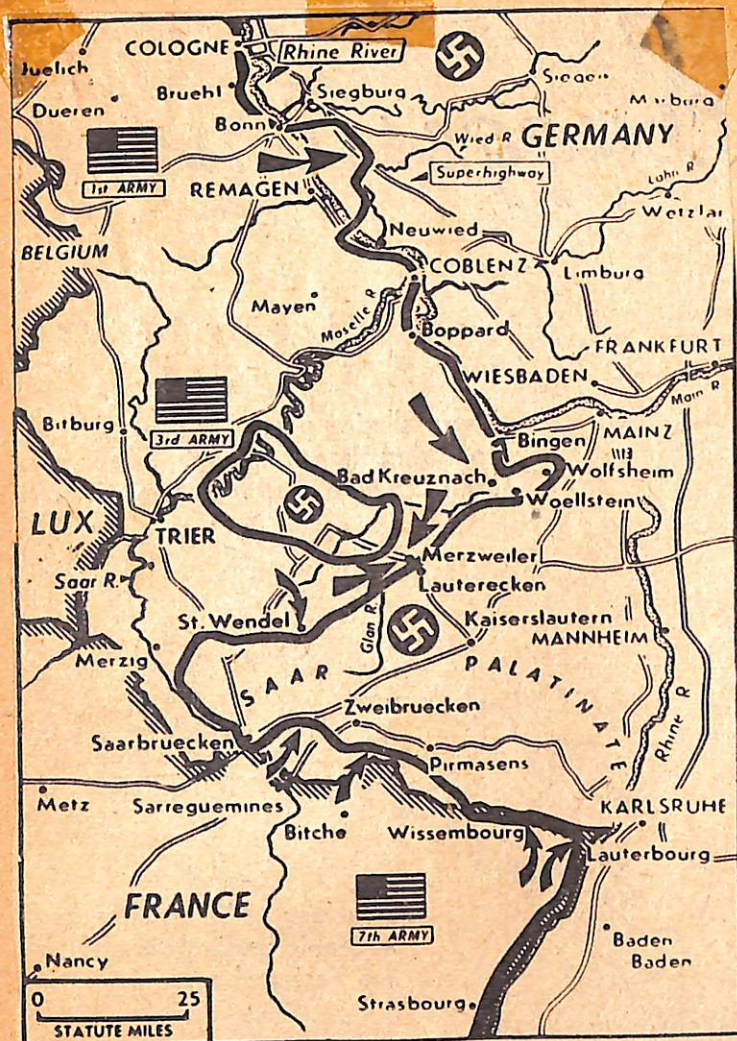 COLOGNE
Rhine River
Juelich
Bruehl
Siegburg
Siegen
Dueren
Marburg
Bonn
Wied R
GERMANY
1st ARMY
REMAGEN
Superhighway
Lahn R
Wetzlar
BELGIUM
Neuwied
COBLENZ
Limburg
Mayen
Moselle R
Boppard
FRANKFURT
WIESBADEN
Main R
Bitburg
3rd ARMY
Bingen
MAINZ
Bad Kreuznach
Wolfsheim
Woellstein
LUX
TRIER
Merzweiler
Saar R.
Lauterecken
St. Wendel
Glan R.
Kaiserslautern
MANNHEIM
Merzig
SAAR
PALATINATE
Zweibruecken
Rhine R
Saarbruecken
Pirmasens
Metz
Sarreguemines
KARLSRUHE
Bitche
Wissembourg
Lauterbourg
FRANCE
7th ARMY
Baden
Baden
Nancy
0 25
STATUTE MILES
Strasbourg